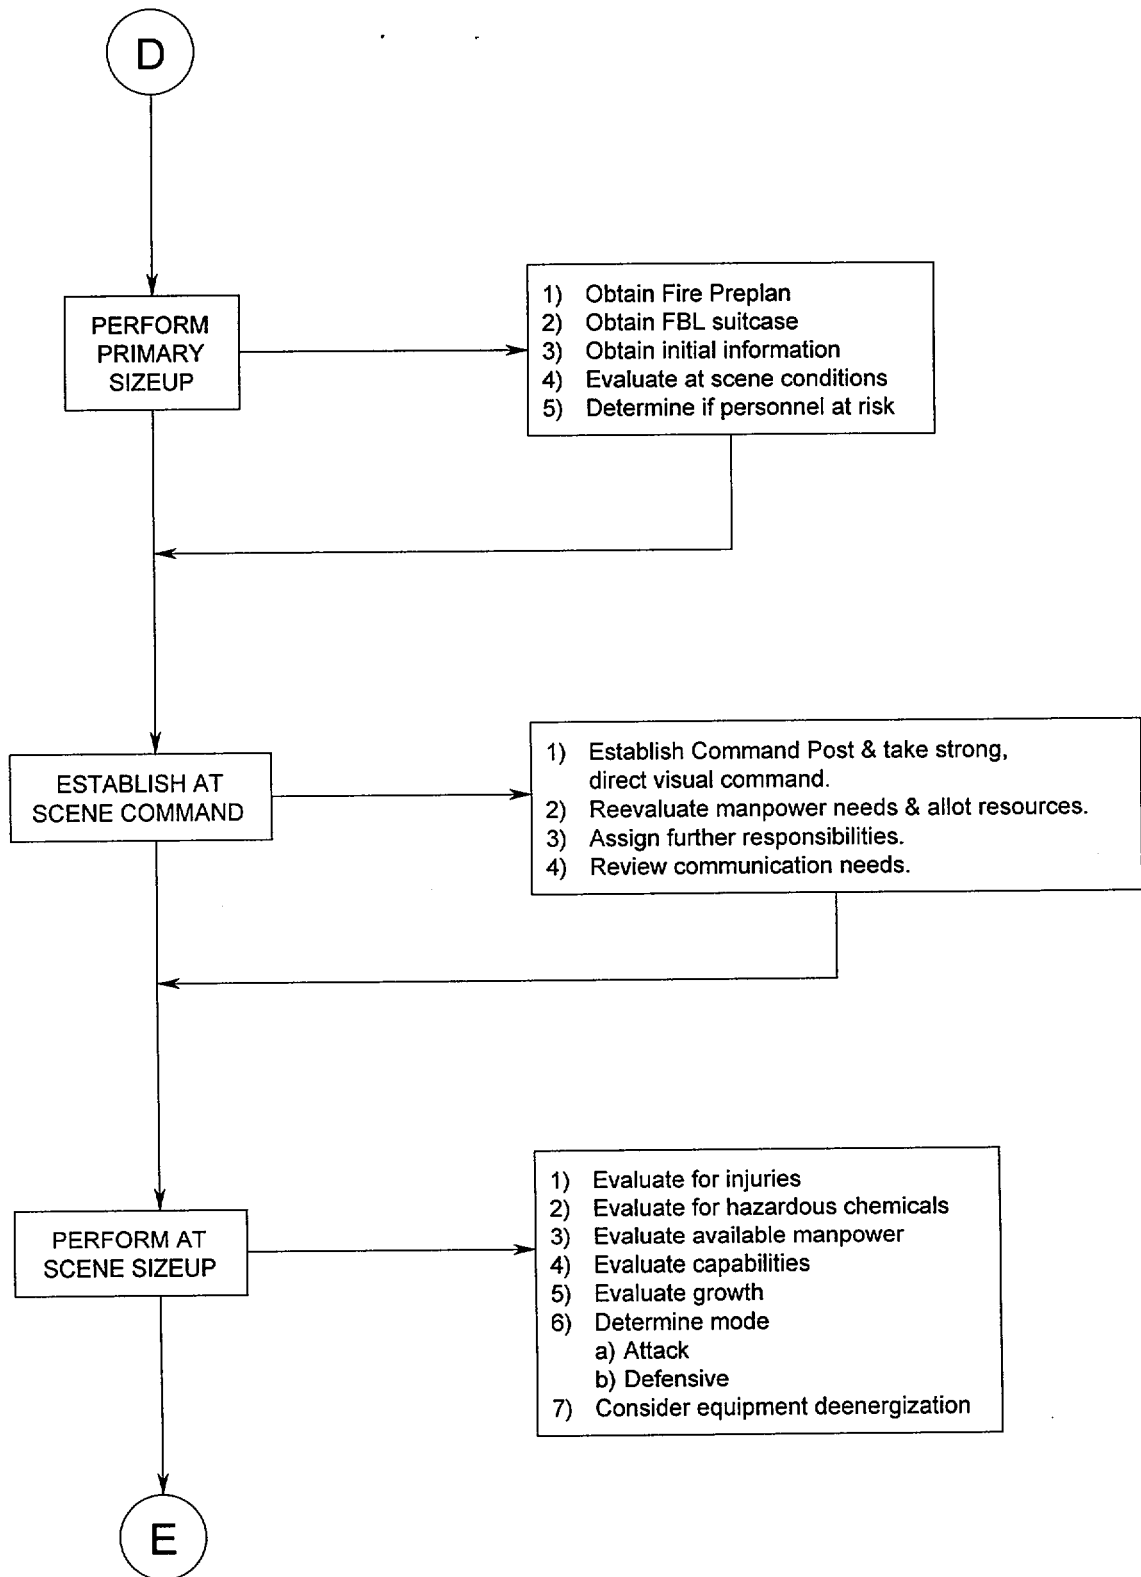 D
PERFORM
PRIMARY
SIZEUP
1) Obtain Fire Preplan
2) Obtain FBL suitcase
3) Obtain initial information
4) Evaluate at scene conditions
5) Determine if personnel at risk
ESTABLISH AT
SCENE COMMAND
1) Establish Command Post & take strong,
direct visual command.
2) Reevaluate manpower needs & allot resources.
3) Assign further responsibilities.
4) Review communication needs.
PERFORM AT
SCENE SIZEUP
1) Evaluate for injuries
2) Evaluate for hazardous chemicals
3) Evaluate available manpower
4) Evaluate capabilities
5) Evaluate growth
6) Determine mode
a) Attack
b) Defensive
7) Consider equipment deenergization
E